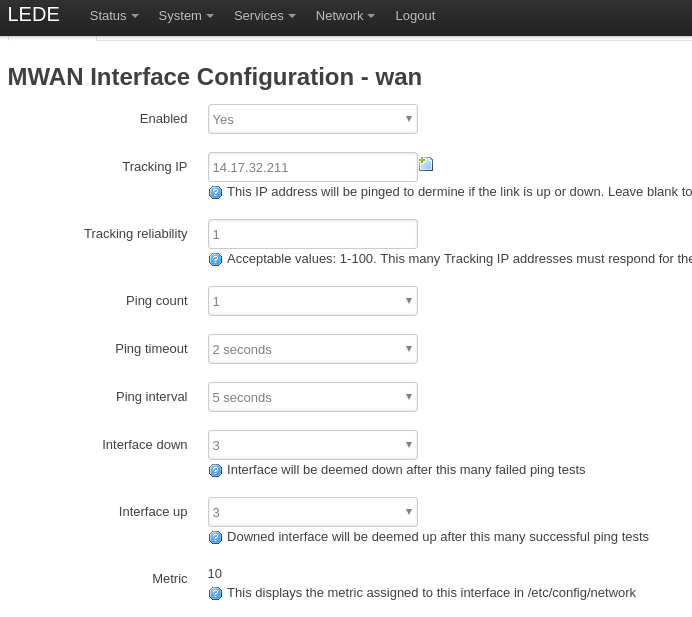 LEDE Status System Services Network Logout
MWAN Interface Configuration - wan
Enabled Yes
Tracking IP 14.17.32.211
This IP address will be pinged to dermine if the link is up or down. Leave blank to
Tracking reliability 1
Acceptable values: 1-100. This many Tracking IP addresses must respond for the
Ping count 1
Ping timeout 2 seconds
Ping interval 5 seconds
Interface down 3
Interface will be deemed down after this many failed ping tests
Interface up 3
Downed interface will be deemed up after this many successful ping tests
Metric 10
This displays the metric assigned to this interface in /etc/config/network